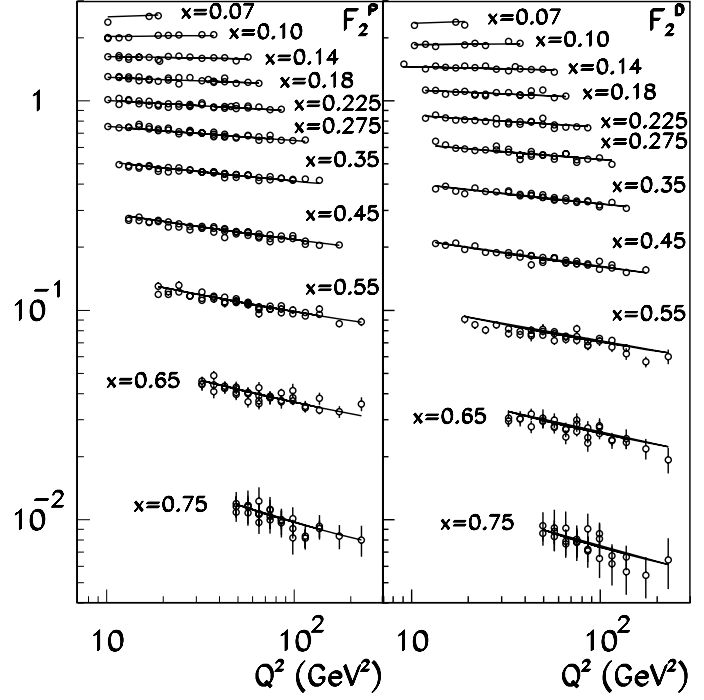 F₂ᵖ
x=0.07
x=0.10
x=0.14
x=0.18
x=0.225
x=0.275
x=0.35
x=0.45
x=0.55
x=0.65
x=0.75
F₂ᴰ
x=0.07
x=0.10
x=0.14
x=0.18
x=0.225
x=0.275
x=0.35
x=0.45
x=0.55
x=0.65
x=0.75
1
10⁻¹
10⁻²
10 10² 10 10²
Q² (GeV²) Q² (GeV²)